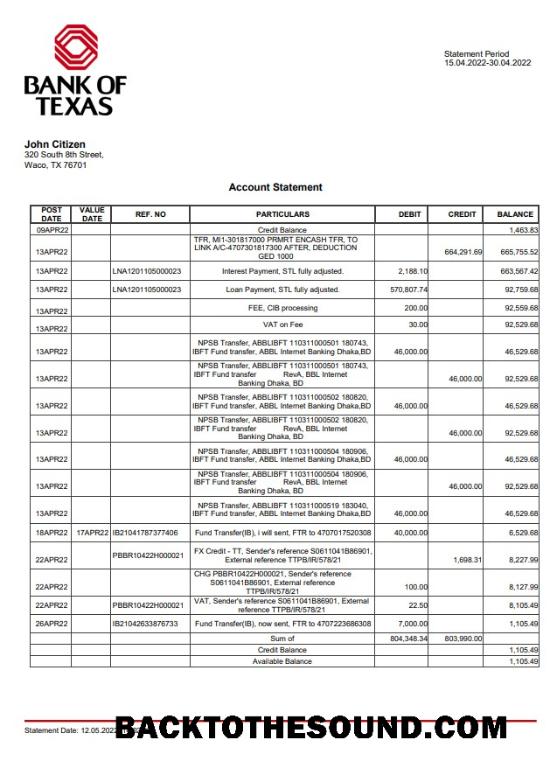 BANK OF
TEXAS
Statement Period
15.04.2022-30.04.2022
John Citizen
320 South 8th Street,
Waco, TX 76701
Account Statement
POST DATE VALUE DATE REF. NO PARTICULARS DEBIT CREDIT BALANCE
09APR22 Credit Balance 1,463.83
TFR, MI1-301817000 PRMRT ENCASH TFR, TO
LINK A/C-4707301817300 AFTER, DEDUCTION
GED 1000
13APR22 664,291.69 665,755.52
13APR22 LNA1201105000023 Interest Payment, STL fully adjusted. 2,188.10 663,567.42
13APR22 LNA1201105000023 Loan Payment, STL fully adjusted. 570,807.74 92,759.68
13APR22 FEE, CIB processing 200.00 92,559.68
13APR22 VAT on Fee 30.00 92,529.68
NPSB Transfer, ABBLIBFT 110311000501 180743,
IBFT Fund transfer, ABBL Internet Banking Dhaka,BD
13APR22 46,000.00 46,529.68
NPSB Transfer, ABBLIBFT 110311000501 180743,
IBFT Fund transfer RevA, BBL Internet
Banking Dhaka, BD
13APR22 46,000.00 92,529.68
NPSB Transfer, ABBLIBFT 110311000502 180820,
IBFT Fund transfer, ABBL Internet Banking Dhaka,BD
13APR22 46,000.00 46,529.68
NPSB Transfer, ABBLIBFT 110311000502 180820,
IBFT Fund transfer RevA, BBL Internet
Banking Dhaka, BD
13APR22 46,000.00 92,529.68
NPSB Transfer, ABBLIBFT 110311000504 180906,
IBFT Fund transfer, ABBL Internet Banking Dhaka,BD
13APR22 46,000.00 46,529.68
NPSB Transfer, ABBLIBFT 110311000504 180906,
IBFT Fund transfer RevA, BBL Internet
Banking Dhaka, BD
13APR22 46,000.00 92,529.68
NPSB Transfer, ABBLIBFT 110311000519 183040,
IBFT Fund transfer, ABBL Internet Banking Dhaka,BD
13APR22 46,000.00 46,529.68
18APR22 17APR22 IB21041787377406 Fund Transfer(IB), i will sent, FTR to 4707017520308 40,000.00 6,529.68
FX Credit - TT, Sender's reference S0611041B86901,
External reference TTPB/IR/578/21
22APR22 PBBR10422H000021 1,698.31 8,227.99
CHG PBBR10422H000021, Sender's reference
S0611041B86901, External reference
TTPB/IR/578/21
22APR22 100.00 8,127.99
VAT, Sender's reference S0611041B86901, External
reference TTPB/IR/578/21
22APR22 PBBR10422H000021 22.50 8,105.49
26APR22 IB21042633876733 Fund Transfer(IB), now sent, FTR to 4707223686308 7,000.00 1,105.49
Sum of 804,348.34 803,990.00
Credit Balance 1,105.49
Available Balance 1,105.49
Statement Date: 12.05.2022
BACKTOTHESOUND.COM